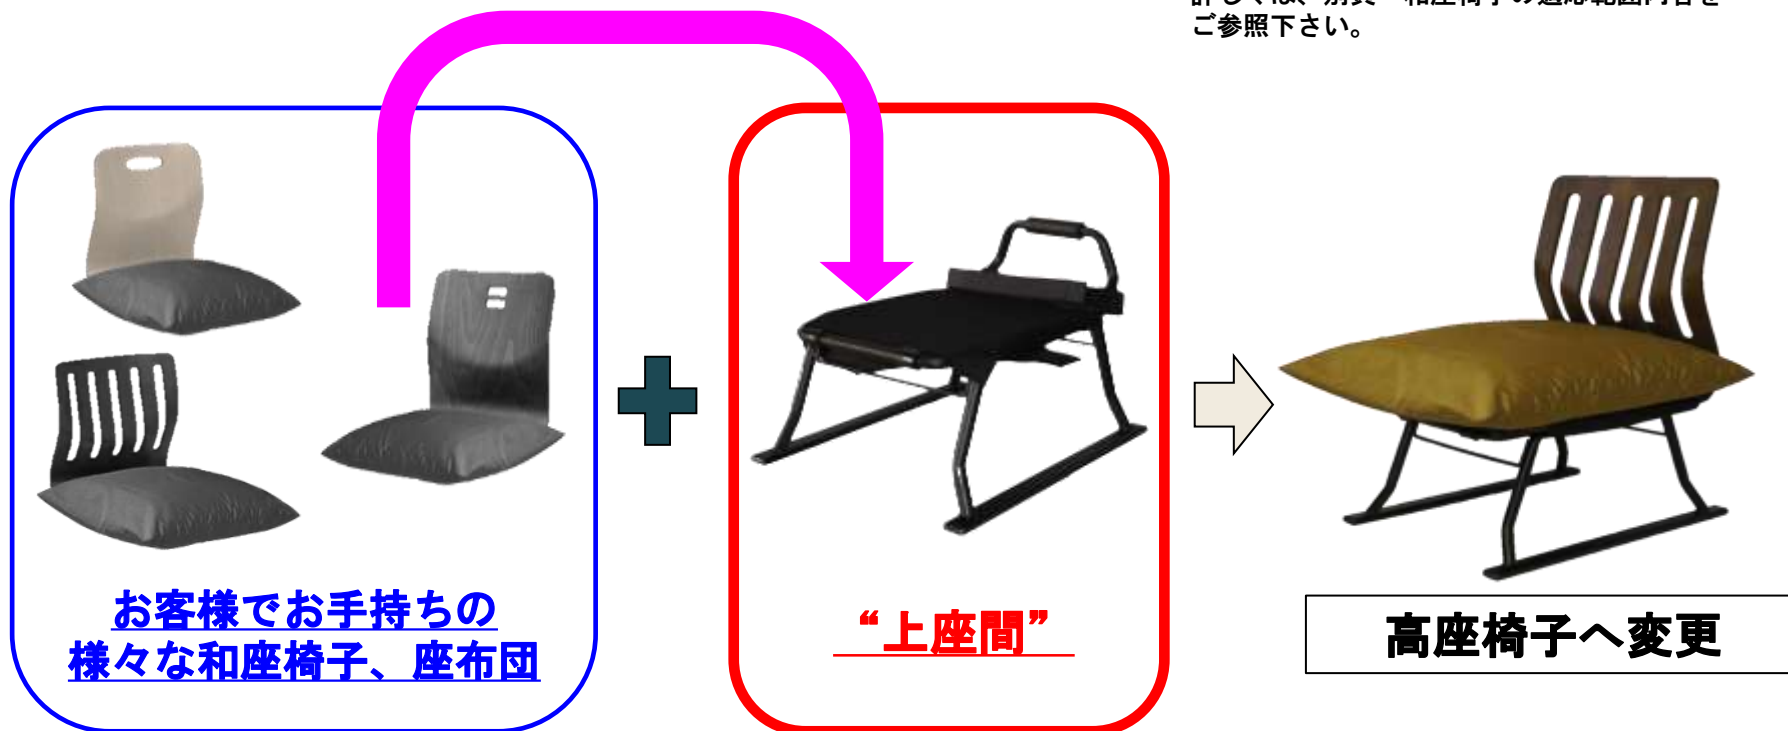 ご参照下さい。
お客様でお手持ちの
様々な和座椅子、座布団
“上座間”
高座椅子へ変更